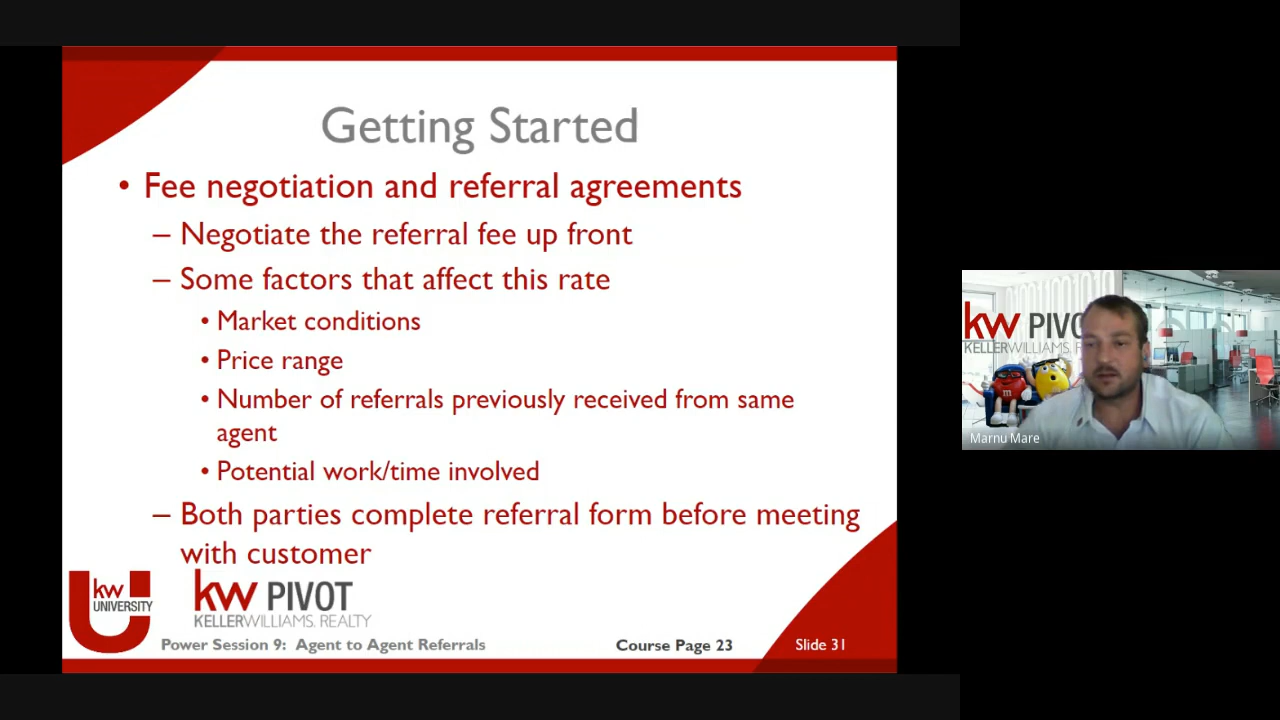 Getting Started
• Fee negotiation and referral agreements
– Negotiate the referral fee up front
– Some factors that affect this rate
• Market conditions
• Price range
• Number of referrals previously received from same
agent
• Potential work/time involved
– Both parties complete referral form before meeting
with customer
kw
UNIVERSITY
kw PIVOT
KELLERWILLIAMS. REALTY
Power Session 9: Agent to Agent Referrals
Course Page 23
Slide 31
kw PIVO
KELLERWILLIAMS.
m
Marnu Mare